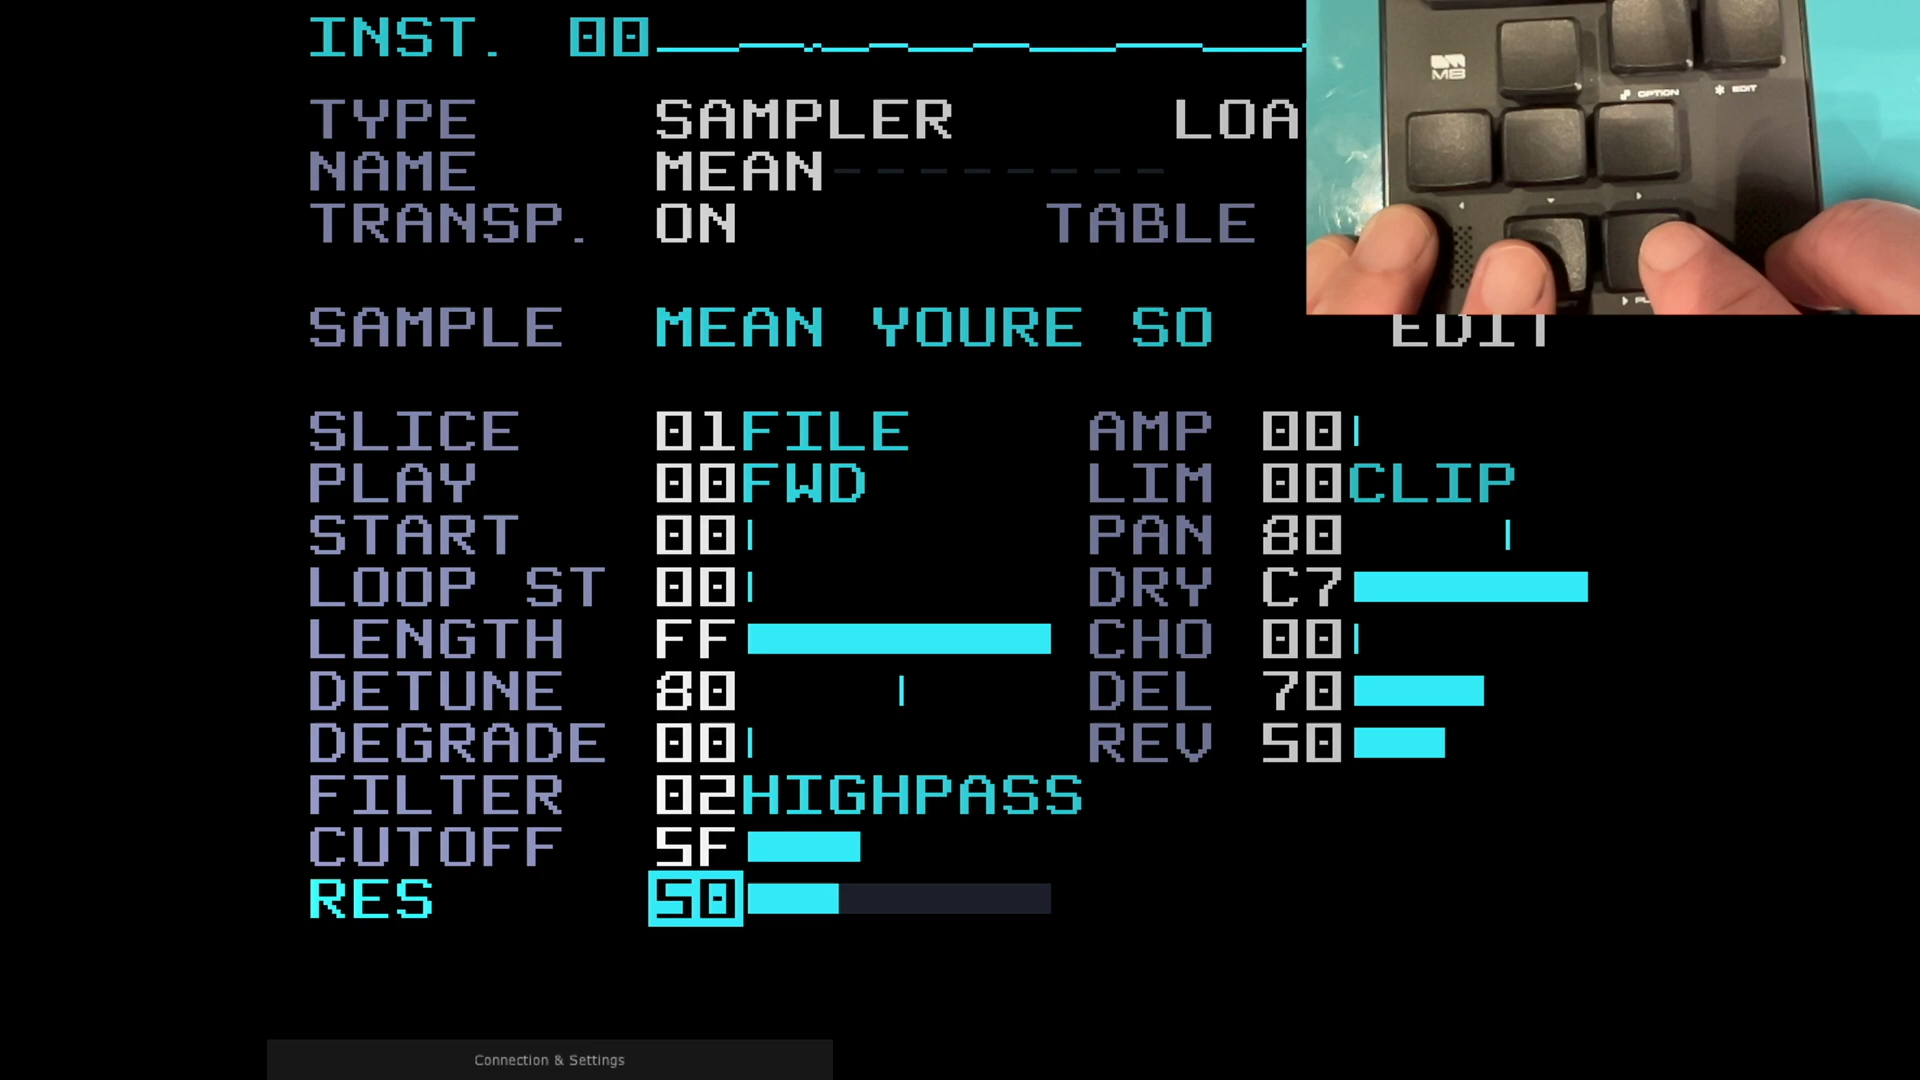 INST. 00
TYPE SAMPLER LOA
NAME MEAN---------
TRANSP. ON TABLE
SAMPLE MEAN YOURE SO EDIT
SLICE 01FILE AMP 00
PLAY 00FWD LIM 00CLIP
START 00 PAN 80
LOOP ST 00 DRY C7
LENGTH FF CHO 00
DETUNE 80 DEL 70
DEGRADE 00 REV 50
FILTER 02HIGHPASS
CUTOFF 5F
RES 50
Connection & Settings
M8
OPTION
EDIT